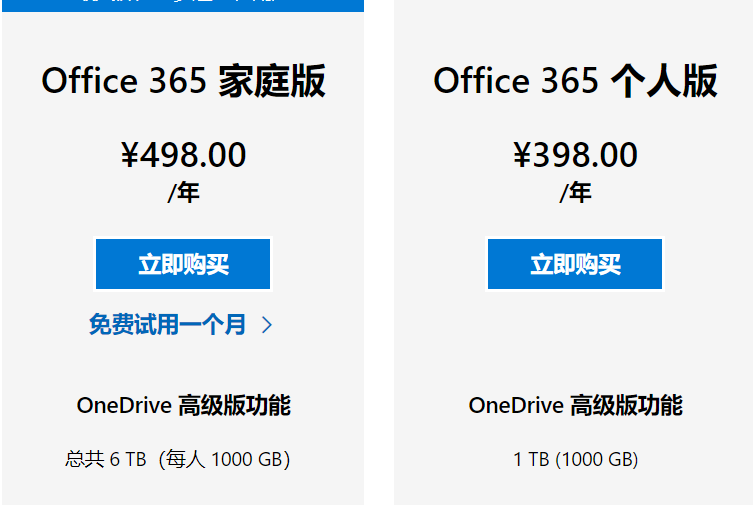 Office 365 家庭版
¥498.00
/年
立即购买
免费试用一个月
OneDrive 高级版功能
总共 6 TB（每人 1000 GB）
Office 365 个人版
¥398.00
/年
立即购买
OneDrive 高级版功能
1 TB (1000 GB)